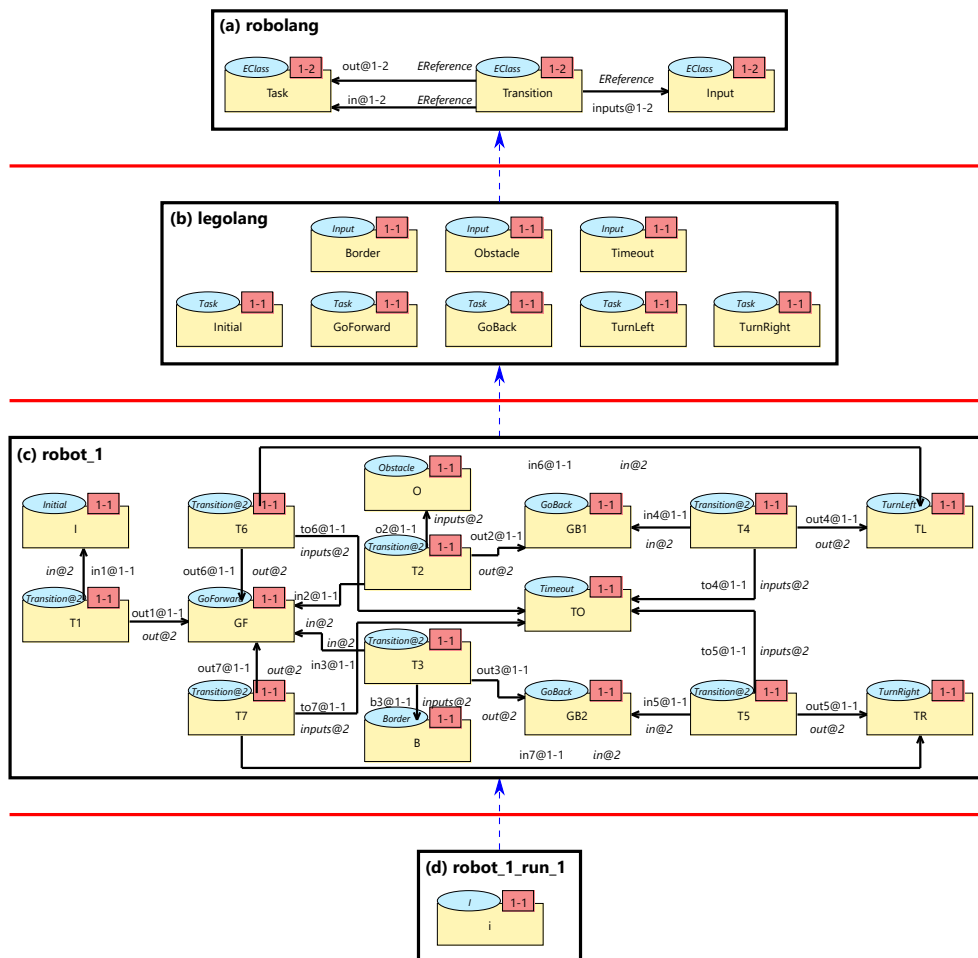 (a) robolang
EClass 1-2 out@1-2 EReference EClass 1-2 EReference EClass 1-2
Task Transition Input
in@1-2 EReference inputs@1-2
(b) legolang
Input 1-1 Input 1-1 Input 1-1
Border Obstacle Timeout
Task 1-1 Task 1-1 Task 1-1 Task 1-1 Task 1-1
Initial GoForward GoBack TurnLeft TurnRight
(c) robot_1
Obstacle 1-1 in6@1-1 in@2
O
Initial 1-1 Transition@2 1-1 GoBack 1-1 Transition@2 1-1 TurnLeft 1-1
I T6 to6@1-1 o2@1-1 inputs@2 GB1 in4@1-1 T4 out4@1-1 TL
inputs@2 Transition@2 1-1 out2@1-1 in@2 out@2
T2 out@2
in@2 in1@1-1 out6@1-1 out@2 to4@1-1 inputs@2
Transition@2 1-1 GoForward 1-1 in2@1-1 Timeout 1-1
T1 out1@1-1 GF in@2 TO
out@2 in@2 Transition@2 1-1
out7@1-1 out@2 in3@1-1 T3 out3@1-1 to5@1-1 inputs@2
Transition@2 1-1 b3@1-1 inputs@2 GoBack 1-1 Transition@2 1-1 TurnRight 1-1
T7 to7@1-1 out@2 GB2 in5@1-1 T5 out5@1-1 TR
inputs@2 Border 1-1 in@2 out@2
B
in7@1-1 in@2
(d) robot_1_run_1
I 1-1
i